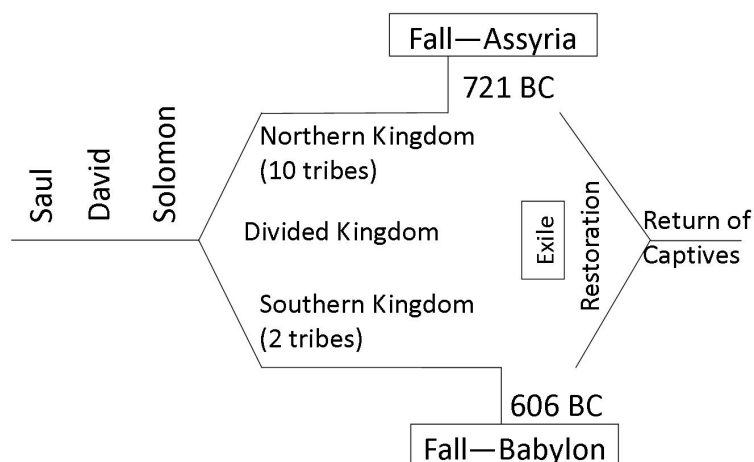 Fall—Assyria
721 BC
Saul
David
Solomon
Northern Kingdom
(10 tribes)
Divided Kingdom
Exile
Restoration
Return of
Captives
Southern Kingdom
(2 tribes)
606 BC
Fall—Babylon